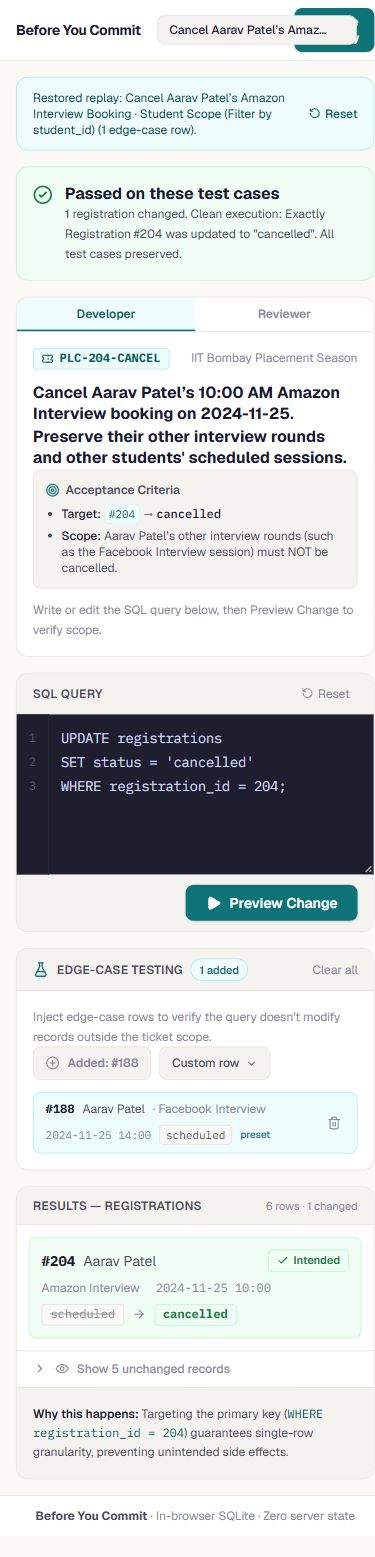 Before You Commit
Cancel Aarav Patel's Amaz...
Restored replay: Cancel Aarav Patel's Amazon
Interview Booking · Student Scope (Filter by
student_id) (1 edge-case row).
Reset
Passed on these test cases
1 registration changed. Clean execution: Exactly
Registration #204 was updated to "cancelled". All
test cases preserved.
Developer
Reviewer
PLC-204-CANCEL
IIT Bombay Placement Season
Cancel Aarav Patel's 10:00 AM Amazon
Interview booking on 2024-11-25.
Preserve their other interview rounds
and other students' scheduled sessions.
Acceptance Criteria
• Target: #204 → cancelled
• Scope: Aarav Patel's other interview rounds (such
as the Facebook Interview session) must NOT be
cancelled.
Write or edit the SQL query below, then Preview Change to
verify scope.
SQL QUERY
Reset
1 UPDATE registrations
2 SET status = 'cancelled'
3 WHERE registration_id = 204;
Preview Change
EDGE-CASE TESTING
1 added
Clear all
Inject edge-case rows to verify the query doesn't modify
records outside the ticket scope.
Added: #188
Custom row
#188 Aarav Patel · Facebook Interview
2024-11-25 14:00 scheduled preset
RESULTS — REGISTRATIONS
6 rows · 1 changed
#204 Aarav Patel
Intended
Amazon Interview 2024-11-25 10:00
scheduled → cancelled
Show 5 unchanged records
Why this happens: Targeting the primary key (WHERE
registration_id = 204) guarantees single-row
granularity, preventing unintended side effects.
Before You Commit · In-browser SQLite · Zero server state